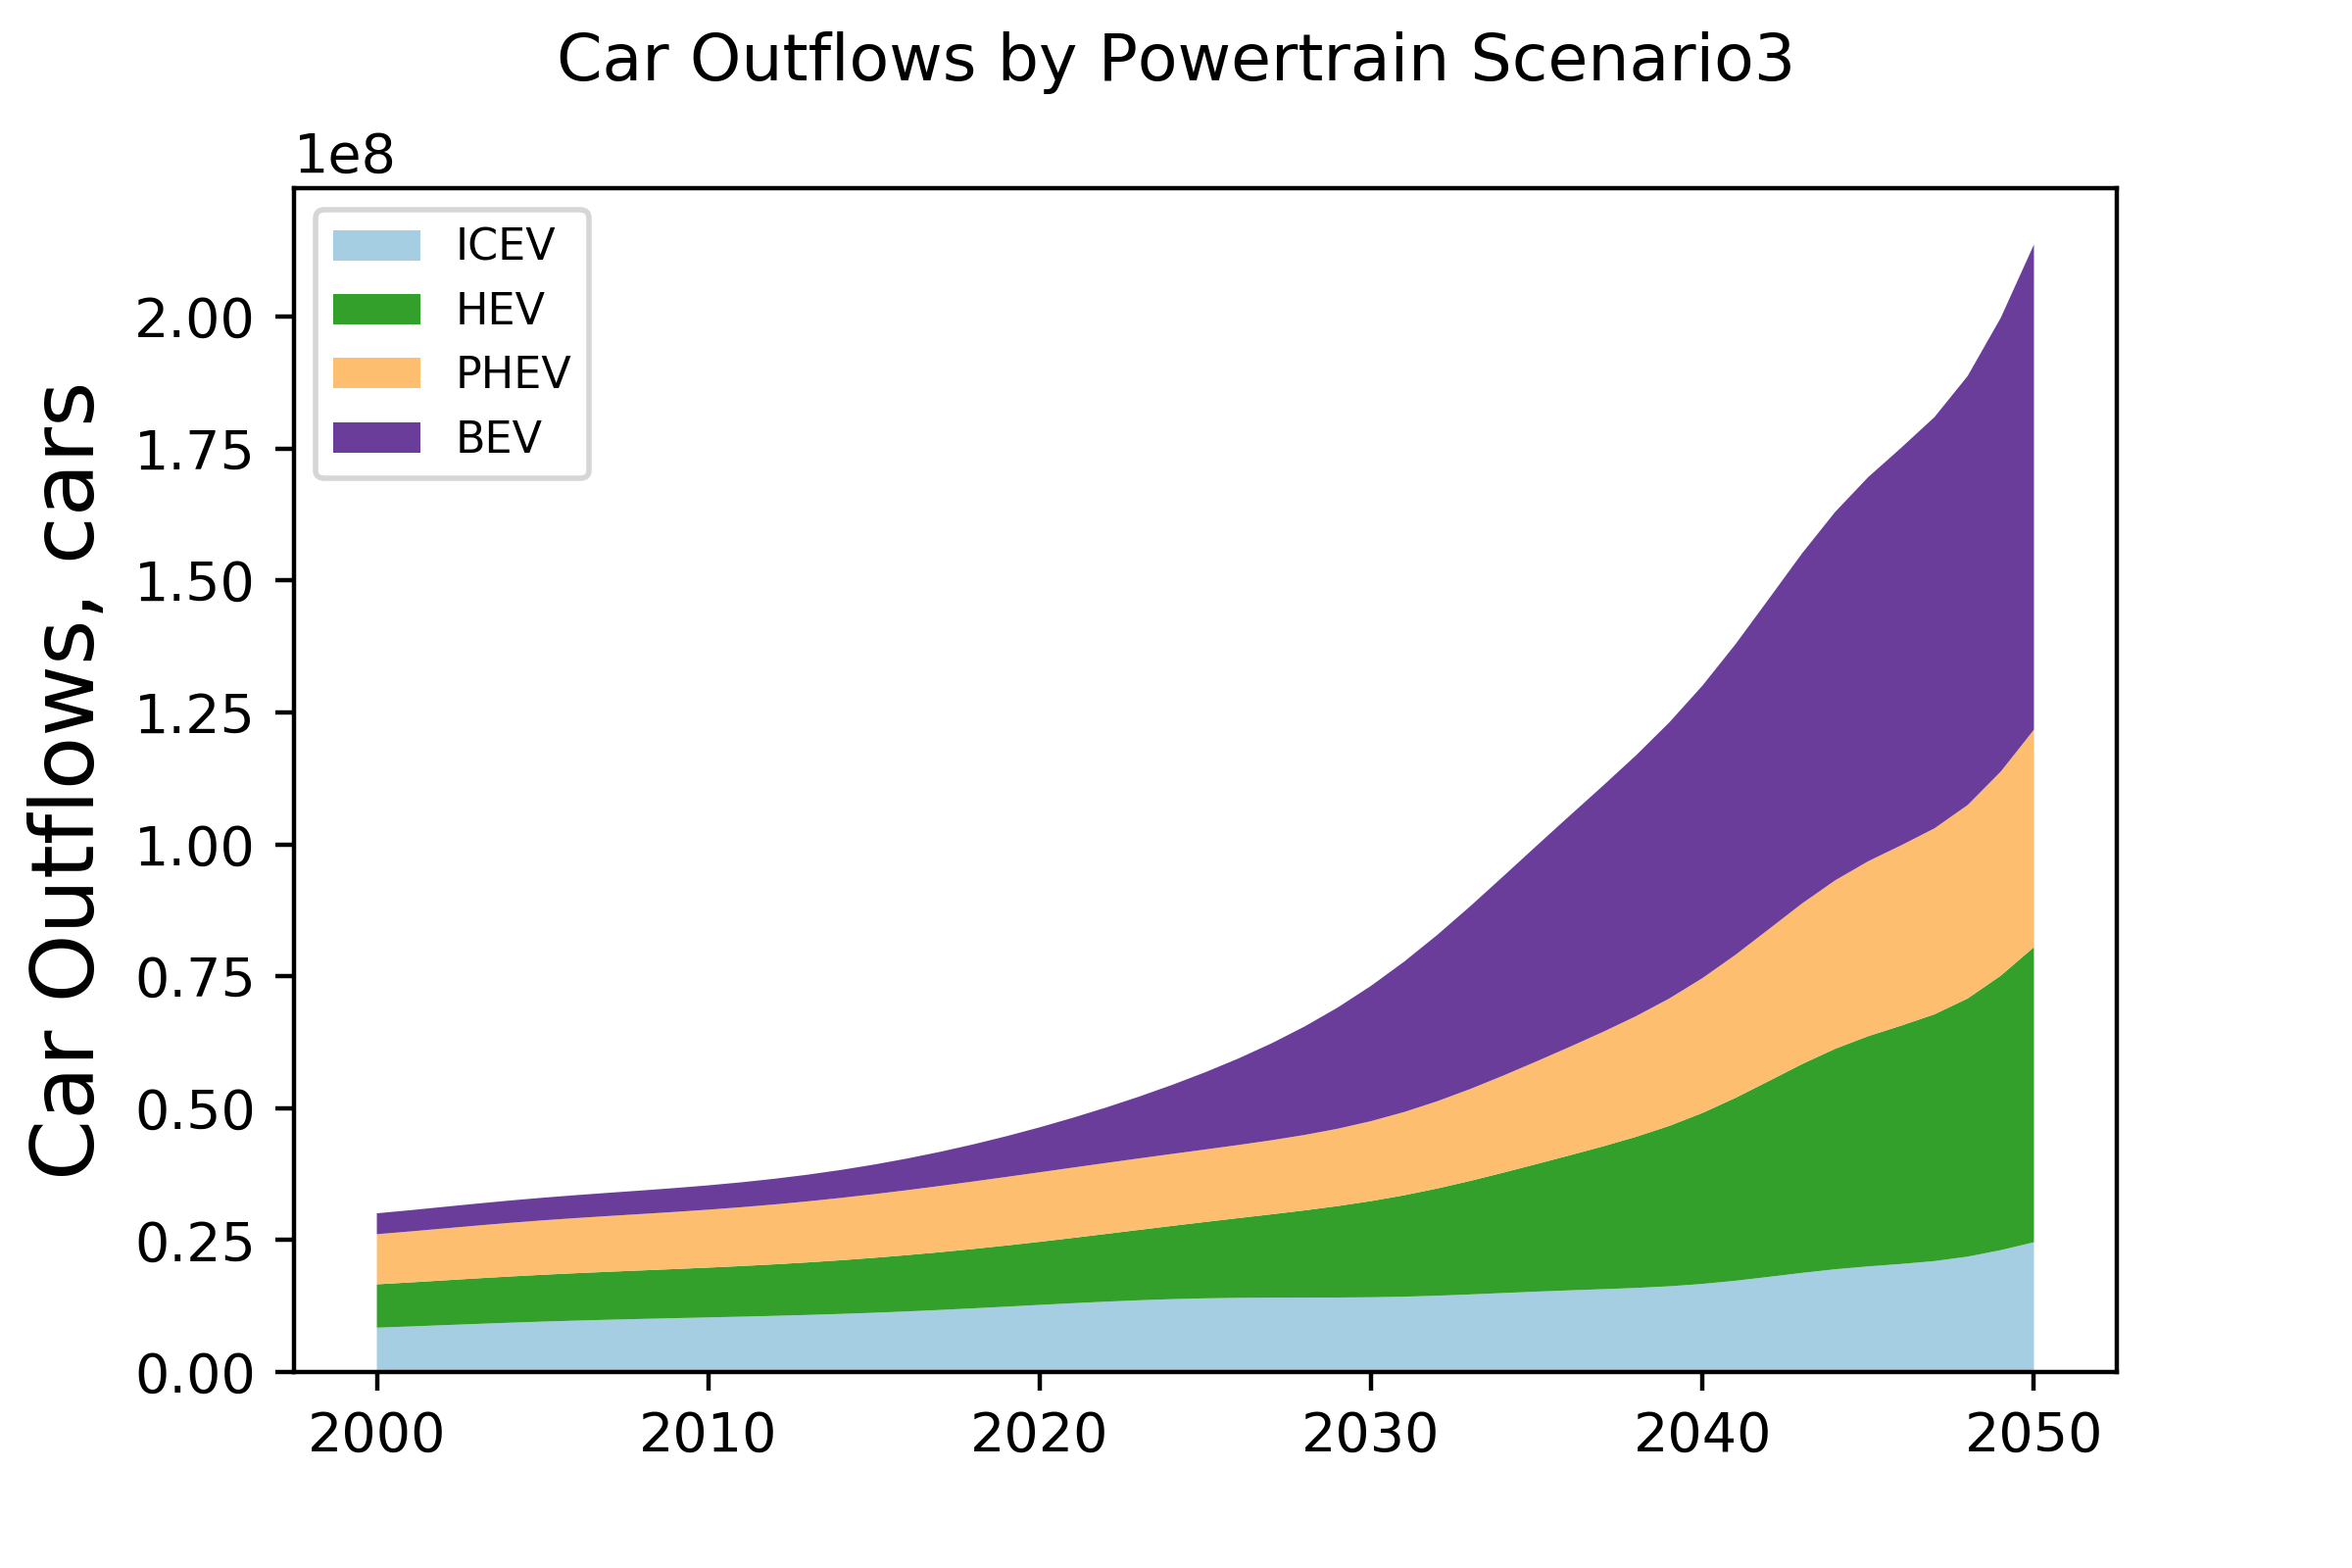 Car Outflows by Powertrain Scenario3
1e8
ICEV
HEV
PHEV
BEV
Car Outflows, cars
2.00
1.75
1.50
1.25
1.00
0.75
0.50
0.25
0.00
2000 2010 2020 2030 2040 2050